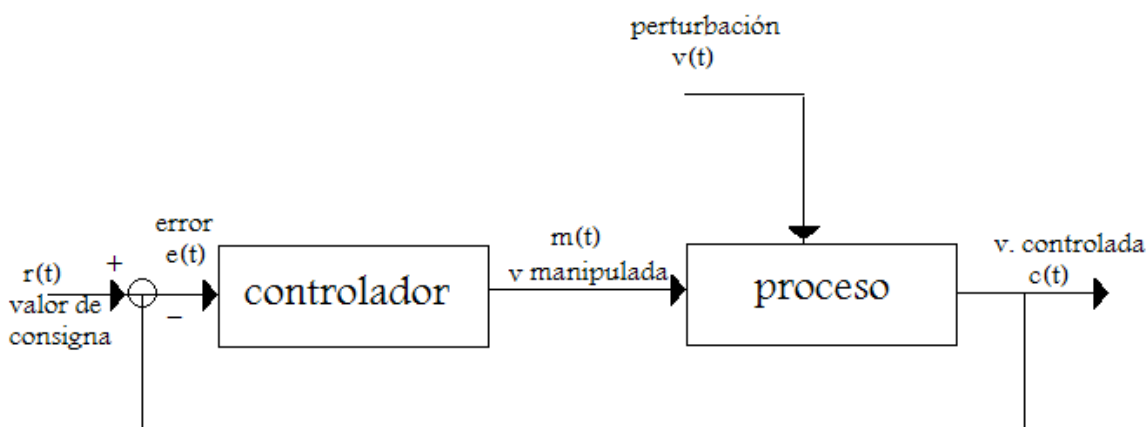 perturbación
v(t)
error
e(t)
r(t)
+
−
valor de
consigna
controlador
m(t)
v manipulada
proceso
v. controlada
c(t)